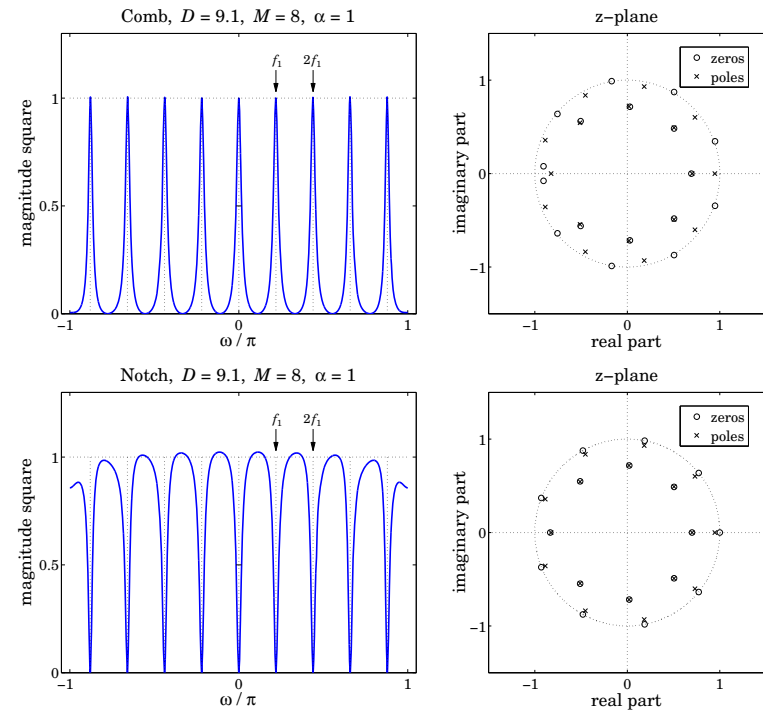 Comb, D = 9.1, M = 8, α = 1
f₁ 2f₁
magnitude square
1
0.5
0
−1 0 1
ω/π
z−plane
zeros
poles
imaginary part
1
0
−1
−1 0 1
real part
Notch, D = 9.1, M = 8, α = 1
f₁ 2f₁
magnitude square
1
0.5
0
−1 0 1
ω/π
z−plane
zeros
poles
imaginary part
1
0
−1
−1 0 1
real part